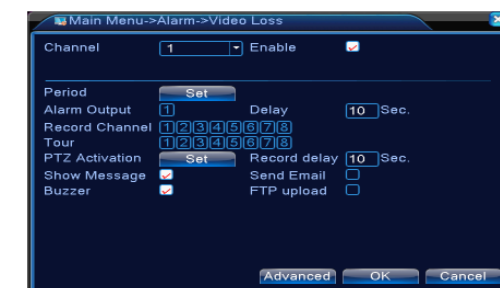 Main Menu->Alarm->Video Loss
Channel 1 Enable
Period Set
Alarm Output 1 Delay 10 Sec.
Record Channel 1 2 3 4 5 6 7 8
Tour 1 2 3 4 5 6 7 8
PTZ Activation Set Record delay 10 Sec.
Show Message Send Email
Buzzer FTP upload
Advanced OK Cancel